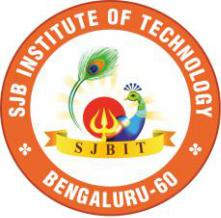 SJB INSTITUTE OF TECHNOLOGY
SJBIT
BENGALURU-60